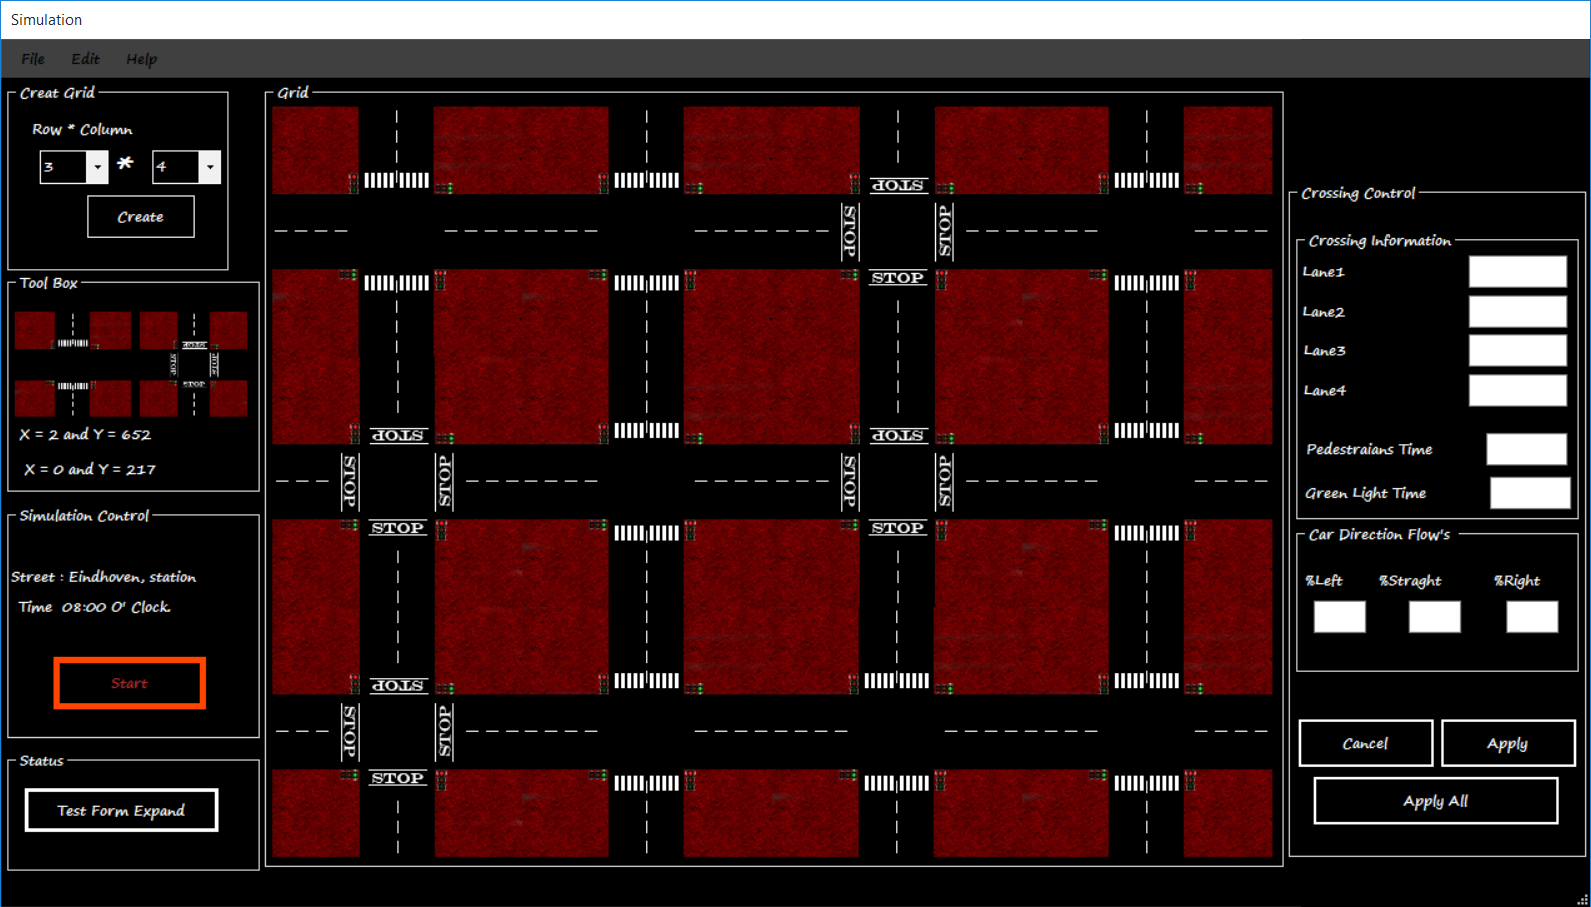 Simulation
File Edit Help
Creat Grid
Row * Column
3 * 4
Create
Tool Box
STOP
STOP STOP
STOP
X = 2 and Y = 652
X = 0 and Y = 217
Simulation Control
Street : Eindhoven, station
Time 08:00 O' Clock.
Start
Status
Test Form Expand
Grid
STOP
STOP STOP
STOP
STOP STOP
STOP STOP STOP STOP
STOP STOP
STOP
STOP STOP
STOP
Crossing Control
Crossing Information
Lane1
Lane2
Lane3
Lane4
Pedestraians Time
Green Light Time
Car Direction Flow's
%Left %Straght %Right
Cancel Apply
Apply All